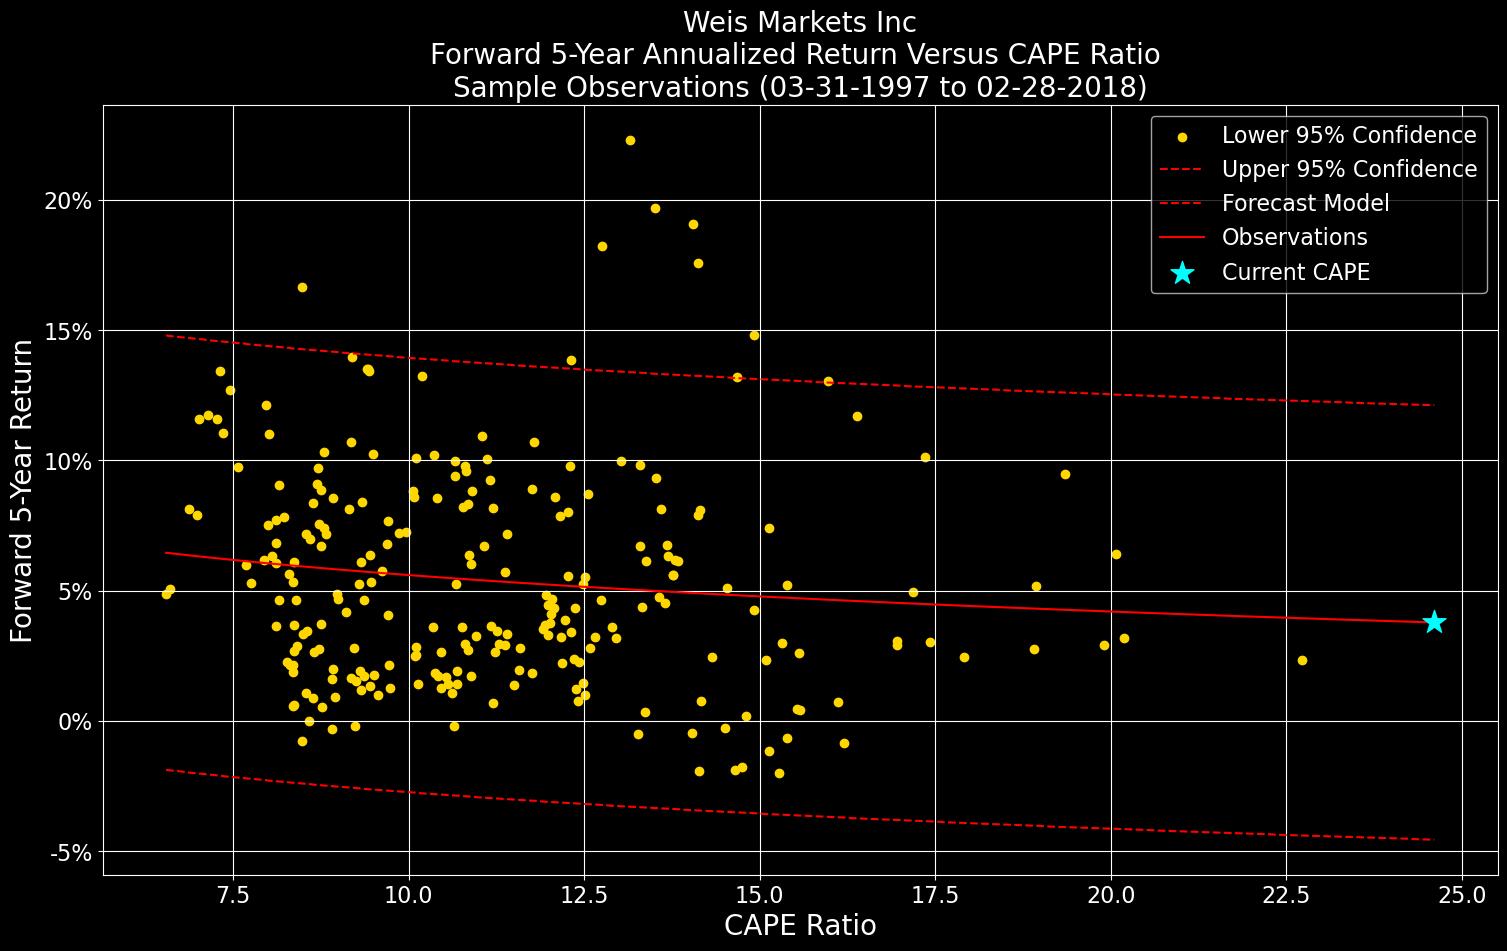 Weis Markets Inc
Forward 5-Year Annualized Return Versus CAPE Ratio
Sample Observations (03-31-1997 to 02-28-2018)
Lower 95% Confidence
Upper 95% Confidence
Forecast Model
Observations
Current CAPE
Forward 5-Year Return
20%
15%
10%
5%
0%
-5%
7.5 10.0 12.5 15.0 17.5 20.0 22.5 25.0
CAPE Ratio